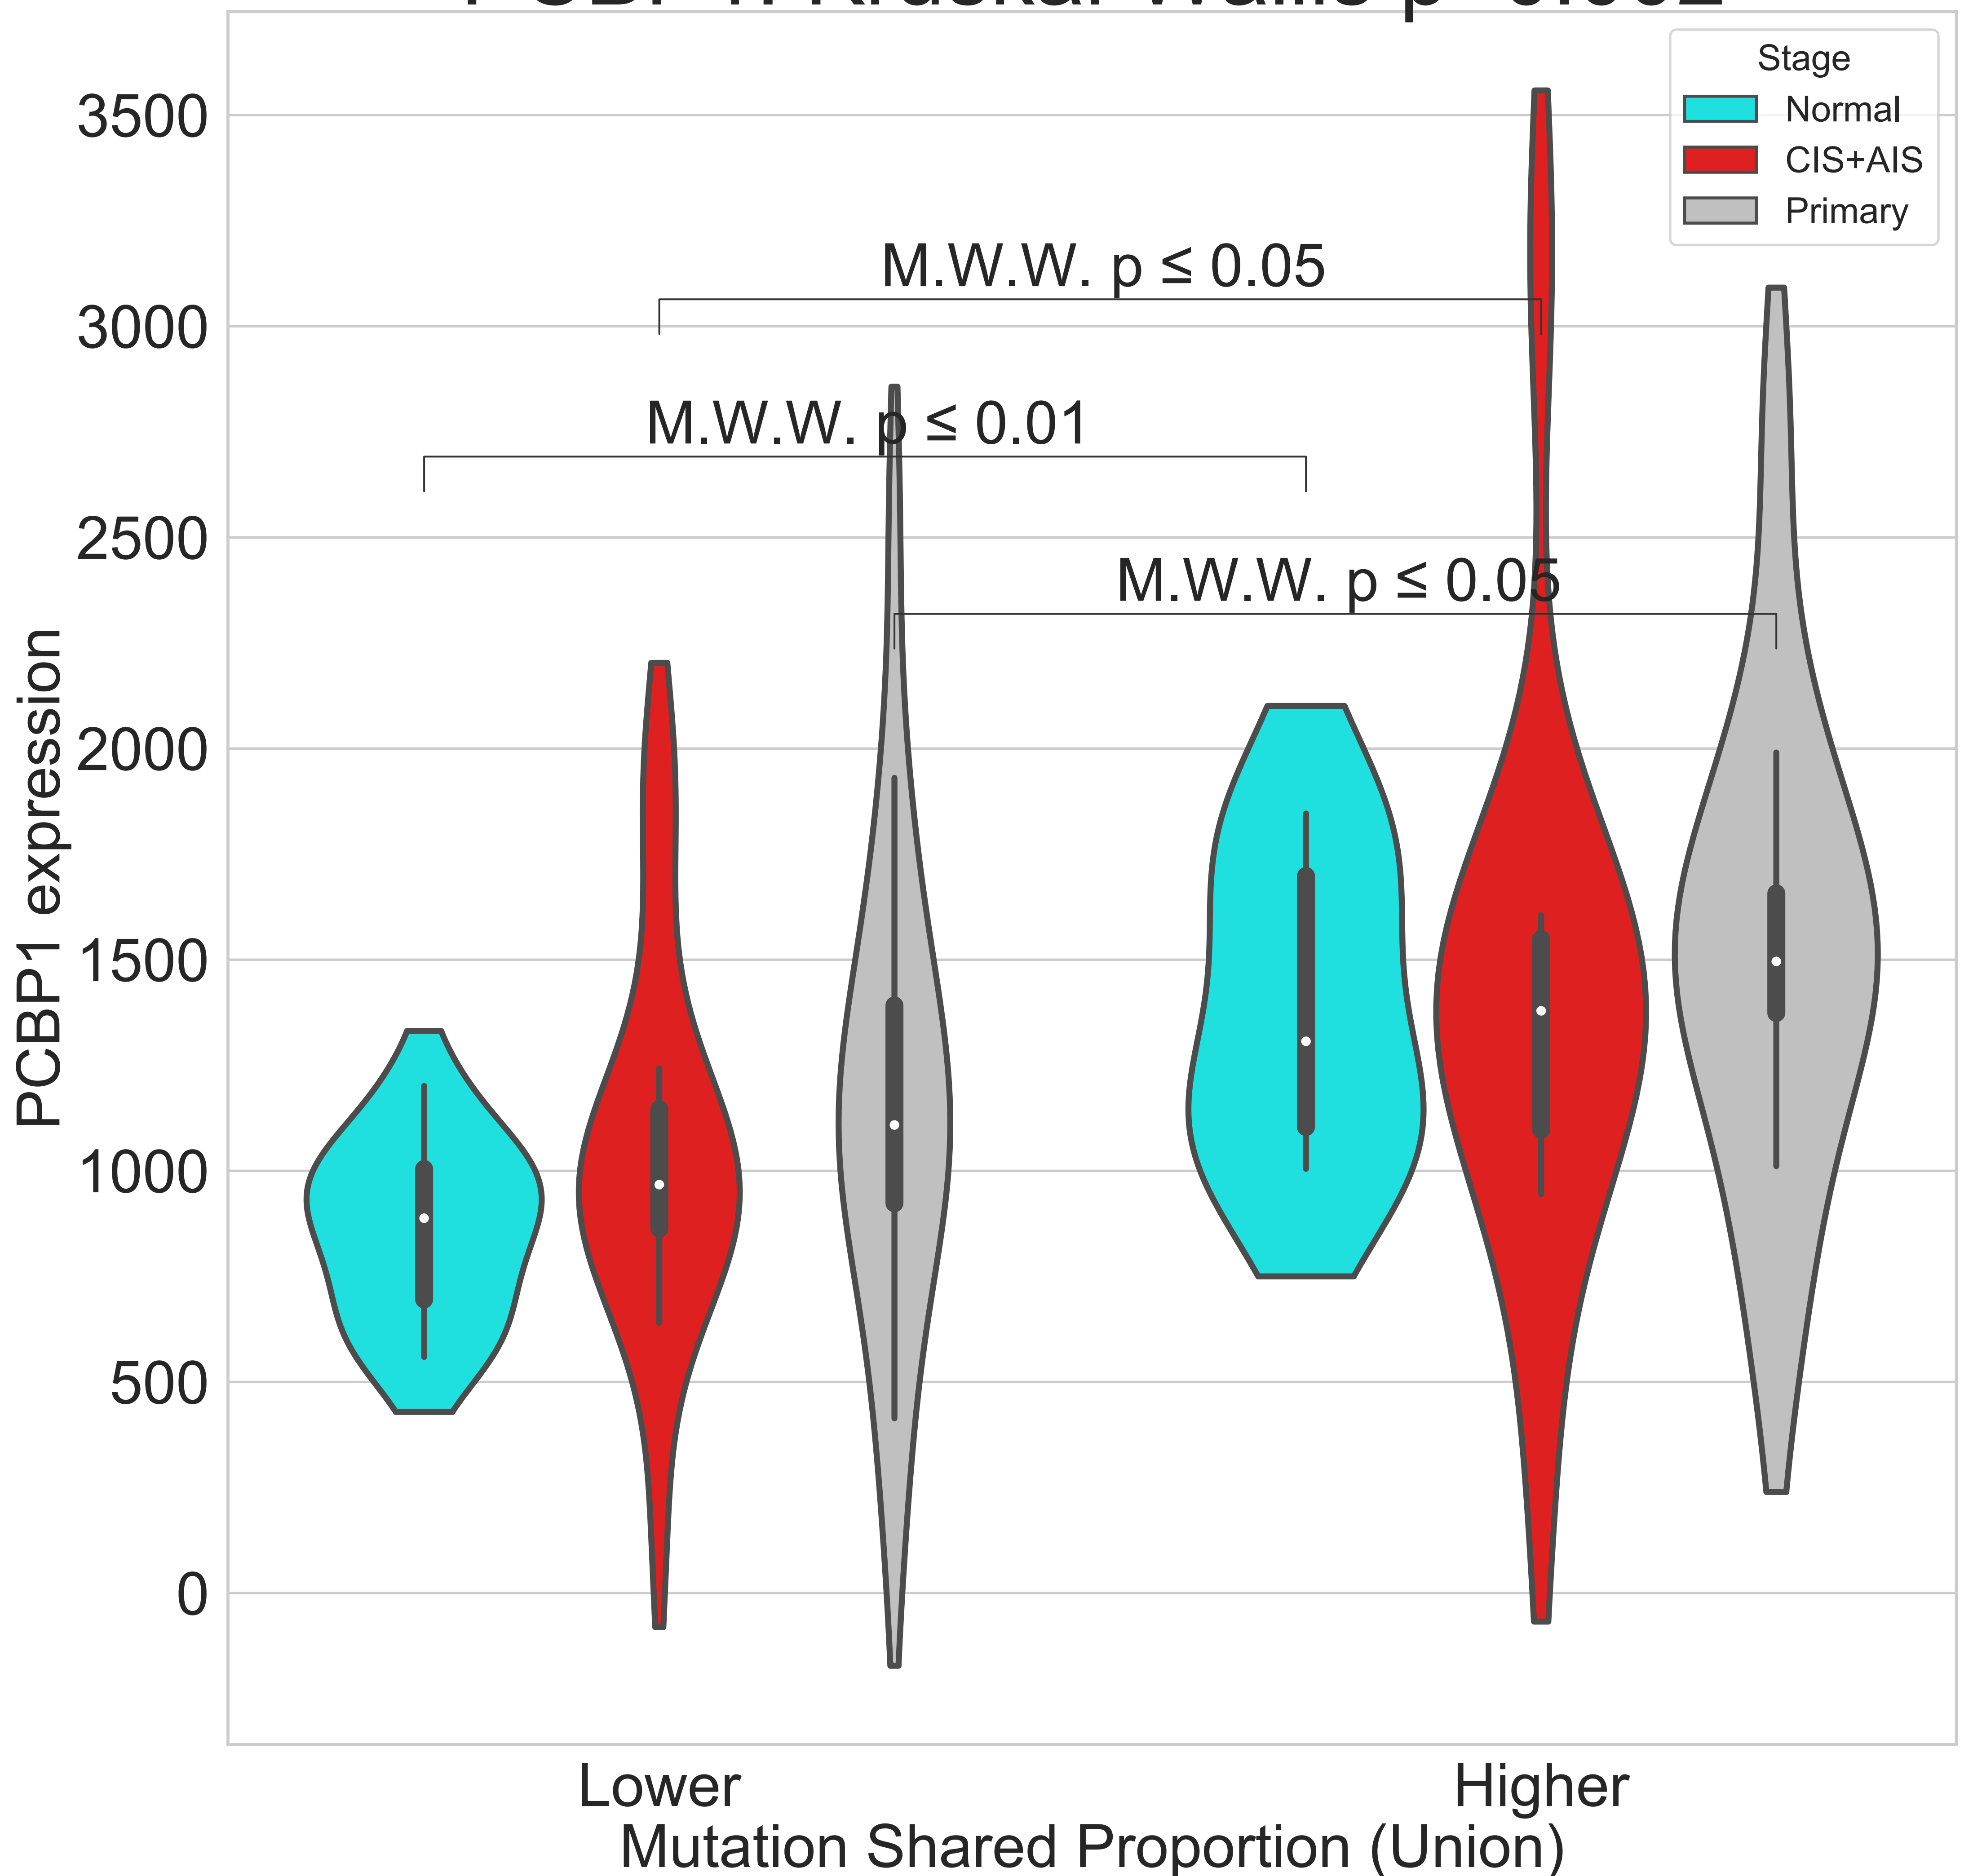 Stage
Normal
CIS+AIS
Primary
3500
3000
2500
2000
1500
1000
500
0
PCBP1 expression
M.W.W. p ≤ 0.05
M.W.W. p ≤ 0.01
M.W.W. p ≤ 0.05
Lower
Higher
Mutation Shared Proportion (Union)